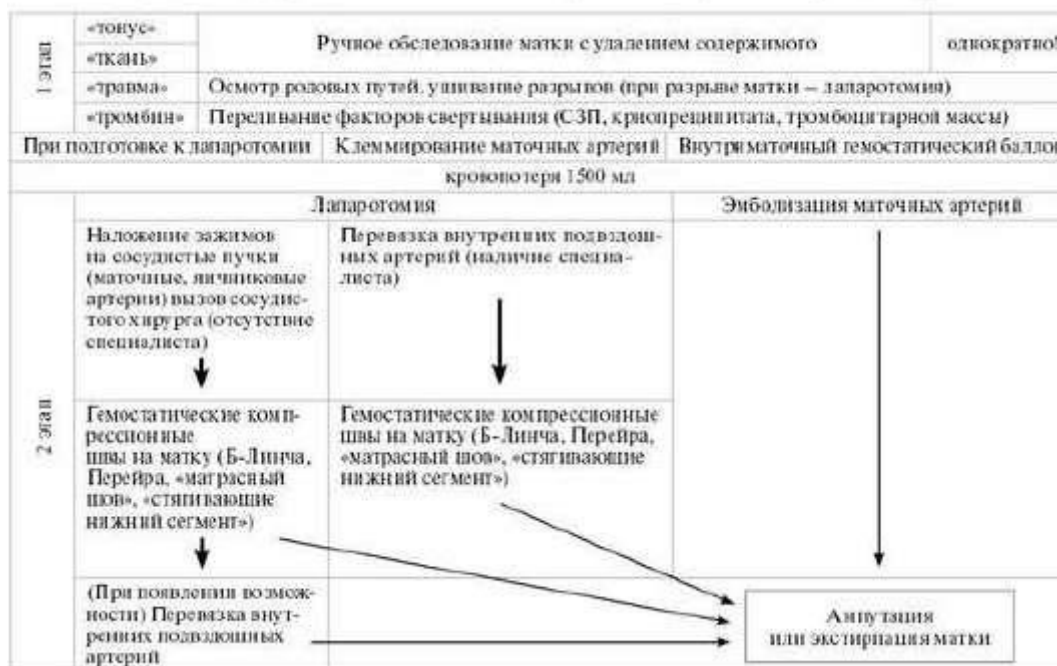 1 этап
«тонус»
«ткань»
Ручное обследование матки с удалением содержимого
однократно
«травма»
Осмотр родовых путей, ушивание разрывов (при разрыве матки – лапаротомия)
«тромбин»
Переливание факторов свертывания (СЗП, криопреципитата, тромбоцитарной массы)
При подготовке к лапаротомии
Клеммирование маточных артерий
Внутриматочный гемостатический баллон
кровопотеря 1500 мл
2 этап
Лапаротомия
Эмболизация маточных артерий
Наложение зажимов
на сосудистые пучки
(маточные, яичниковые
артерии) вызов сосудис-
того хирурга (отсутствие
специалиста)
Перевязка внутренних подвздош-
ных артерий (наличие специа-
листа)
Гемостатические ком-
прессионные
швы на матку (Б-Линча,
Перейра, «матрасный
шов», «стягивающие
нижний сегмент»)
Гемостатические компрессионные
швы на матку (Б-Линча, Перейра,
«матрасный шов», «стягивающие
нижний сегмент»)
(При появлении возмож-
ности) Перевязка внут-
ренних подвздошных
артерий
Ампутация
или экстирпация матки